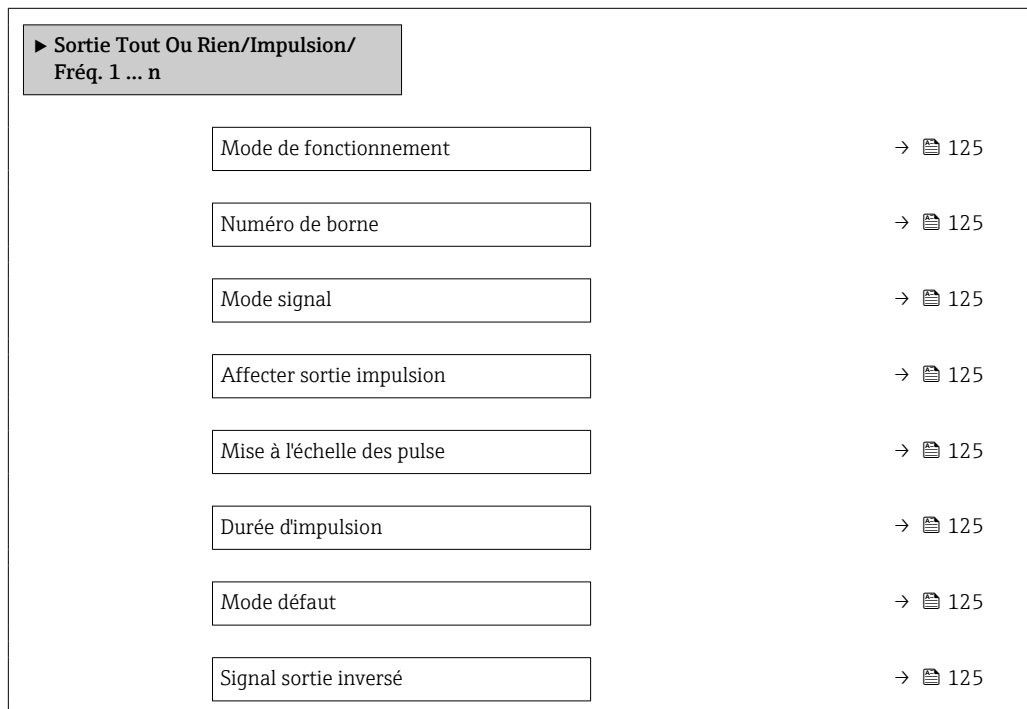 ► Sortie Tout Ou Rien/Impulsion/
Fréq. 1 … n
Mode de fonctionnement → 125
Numéro de borne → 125
Mode signal → 125
Affecter sortie impulsion → 125
Mise à l'échelle des pulse → 125
Durée d'impulsion → 125
Mode défaut → 125
Signal sortie inversé → 125